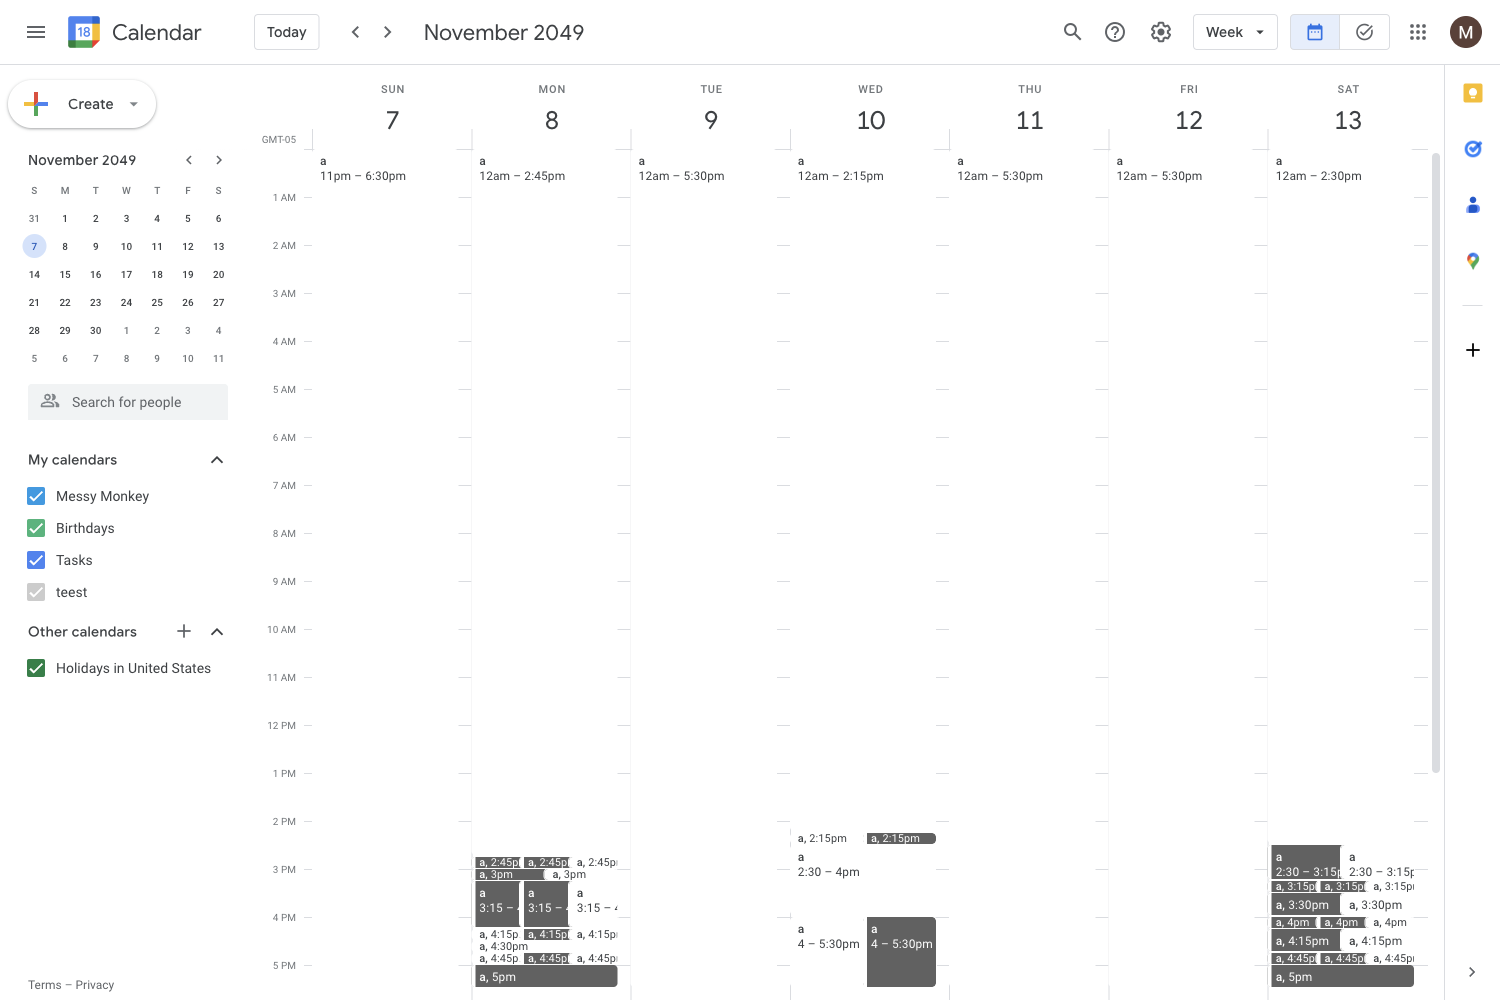 18 Calendar Today November 2049 Week M
Create
SUN MON TUE WED THU FRI SAT
7 8 9 10 11 12 13
GMT-05
November 2049
S M T W T F S
31 1 2 3 4 5 6
7 8 9 10 11 12 13
14 15 16 17 18 19 20
21 22 23 24 25 26 27
28 29 30 1 2 3 4
5 6 7 8 9 10 11
Search for people
My calendars
Messy Monkey
Birthdays
Tasks
teest
Other calendars
Holidays in United States
Terms – Privacy
a a a a a a a
11pm – 6:30pm 12am – 2:45pm 12am – 5:30pm 12am – 2:15pm 12am – 5:30pm 12am – 5:30pm 12am – 2:30pm
1 AM
2 AM
3 AM
4 AM
5 AM
6 AM
7 AM
8 AM
9 AM
10 AM
11 AM
12 PM
1 PM
2 PM
3 PM
4 PM
5 PM
a, 2:45p a, 2:45p a, 2:45p
a, 3pm a, 3pm
a a a
3:15 – 3:15 – 3:15 –
a, 4:15p a, 4:15p a, 4:15p
a, 4:30pm
a, 4:45p a, 4:45p a, 4:45p
a, 5pm
a, 2:15pm a, 2:15pm
a
2:30 – 4pm
a a
4 – 5:30pm 4 – 5:30pm
a a
2:30 – 3:15p 2:30 – 3:15p
a, 3:15p a, 3:15p a, 3:15p
a, 3:30pm a, 3:30pm
a, 4pm a, 4pm a, 4pm
a, 4:15pm a, 4:15pm
a, 4:45p a, 4:45p a, 4:45p
a, 5pm